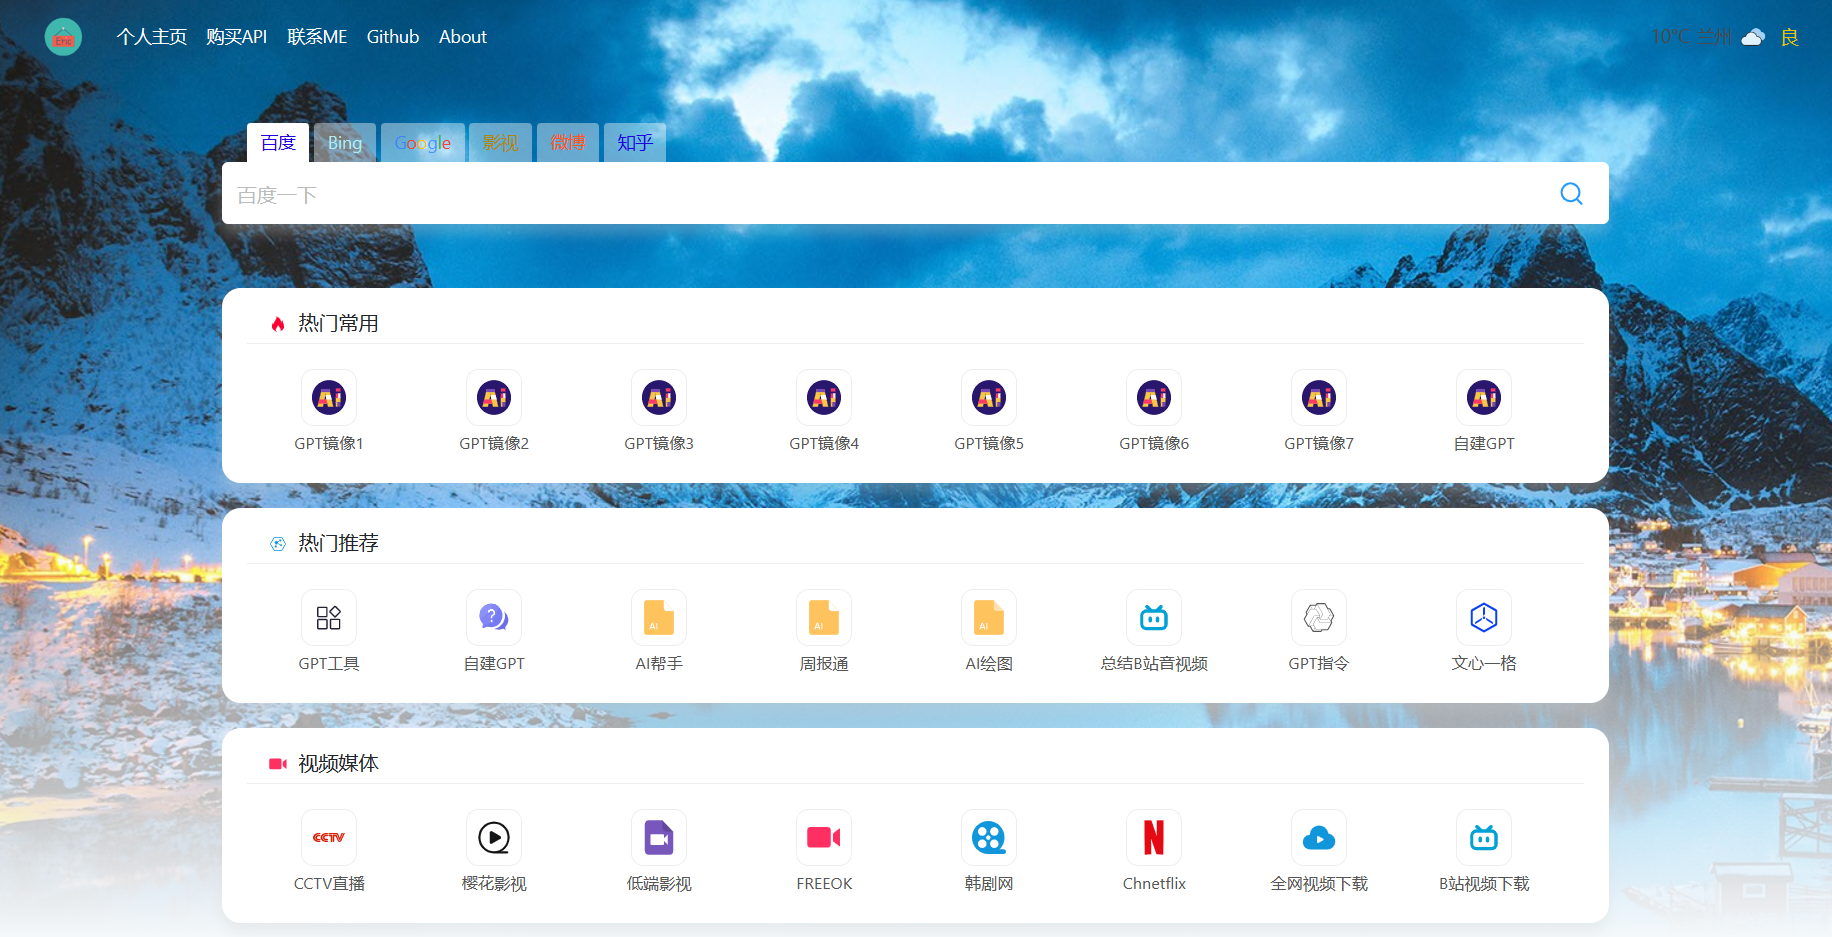 Eric
个人主页 购买API 联系ME Github About
10°C 兰州 良
百度 Bing Google 影视 微博 知乎
百度一下
热门常用
GPT镜像1 GPT镜像2 GPT镜像3 GPT镜像4 GPT镜像5 GPT镜像6 GPT镜像7 自建GPT
热门推荐
GPT工具 自建GPT AI帮手 周报通 AI绘图 总结B站音视频 GPT指令 文心一格
视频媒体
CCTV直播 樱花影视 低端影视 FREEOK 韩剧网 Chnetflix 全网视频下载 B站视频下载